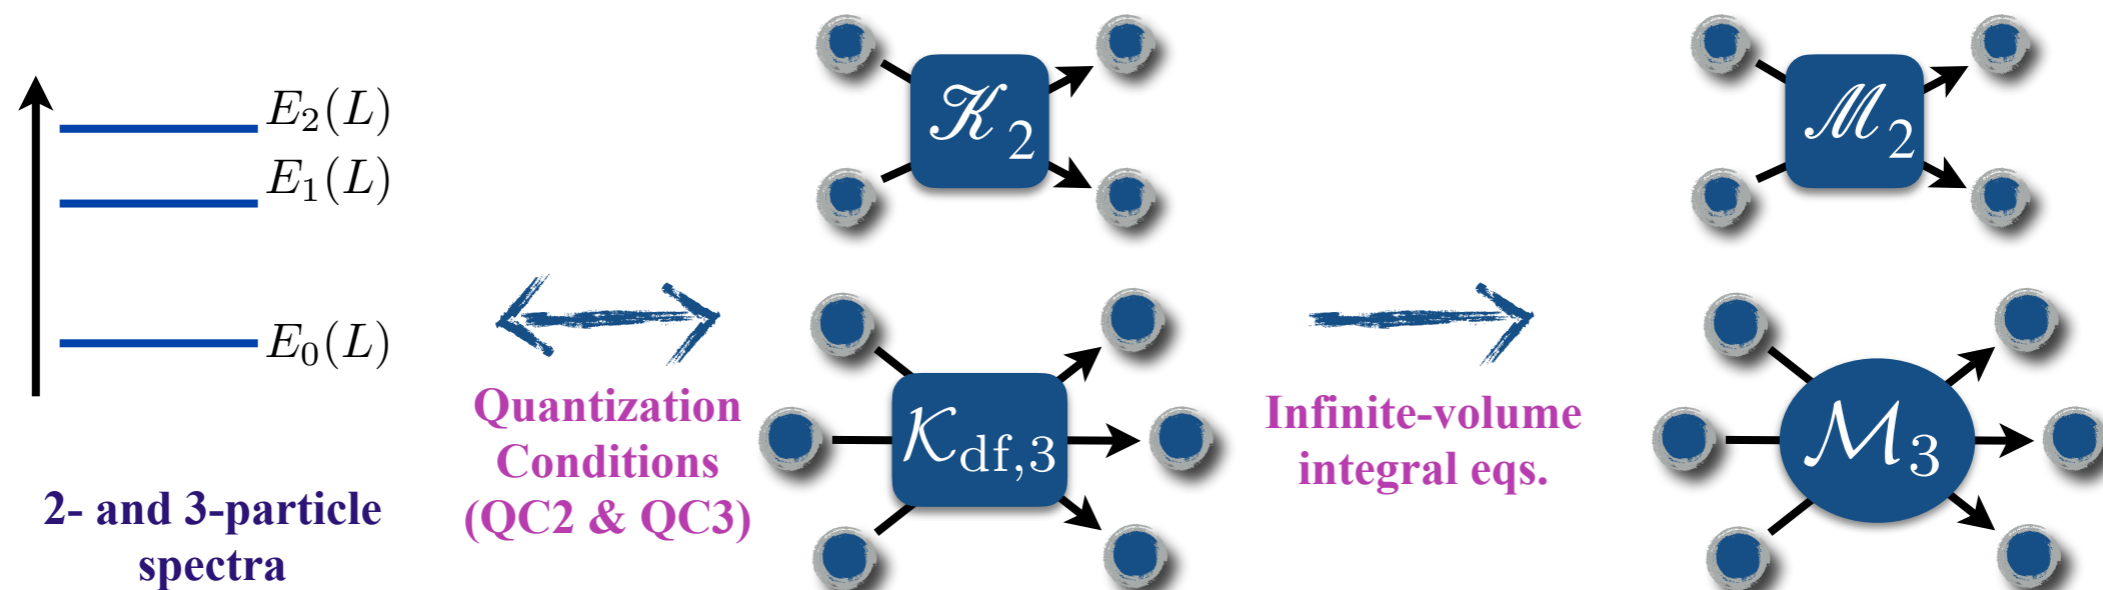 E₂(L)
E₁(L)
E₀(L)
2- and 3-particle
spectra
Quantization
Conditions
(QC2 & QC3)
𝒦₂
𝒦df,3
Infinite-volume
integral eqs.
ℳ₂
ℳ₃